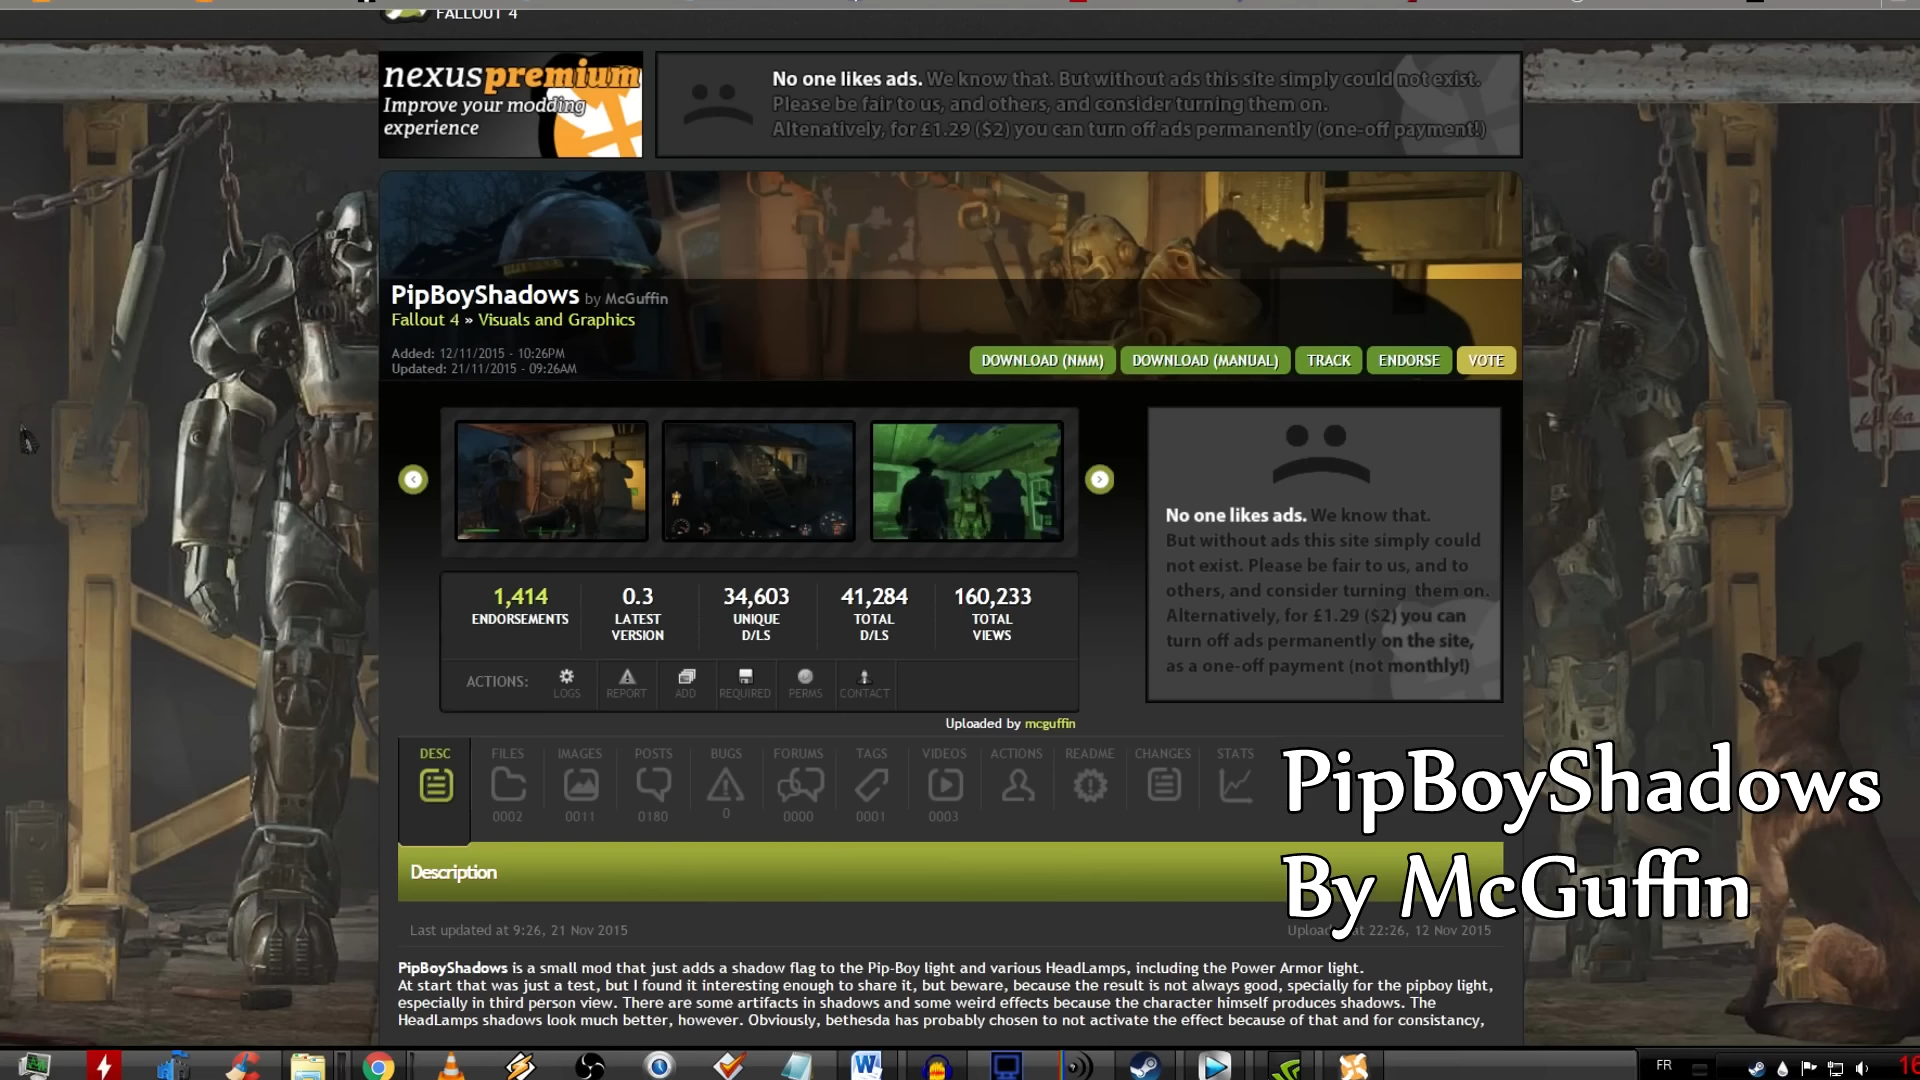 FALLOUT 4
nexuspremium
Improve your modding
experience
No one likes ads. We know that. But without ads this site simply could not exist.
Please be fair to us, and others, and consider turning them on.
Altenatively, for £1.29 ($2) you can turn off ads permanently (one-off payment!)
PipBoyShadows by McGuffin
Fallout 4 » Visuals and Graphics
Added: 12/11/2015 - 10:26PM
Updated: 21/11/2015 - 09:26AM
DOWNLOAD (NMM)
DOWNLOAD (MANUAL)
TRACK
ENDORSE
VOTE
No one likes ads. We know that.
But without ads this site simply could
not exist. Please be fair to us, and to
others, and consider turning them on.
Alternatively, for £1.29 ($2) you can
turn off ads permanently on the site,
as a one-off payment (not monthly!)
1,414
ENDORSEMENTS
0.3
LATEST
VERSION
34,603
UNIQUE
D/LS
41,284
TOTAL
D/LS
160,233
TOTAL
VIEWS
ACTIONS:
LOGS
REPORT
ADD
REQUIRED
PERMS
CONTACT
Uploaded by mcguffin
DESC
FILES
0002
IMAGES
0011
POSTS
0180
BUGS
0
FORUMS
0000
TAGS
0001
VIDEOS
0003
ACTIONS
README
CHANGES
STATS
PipBoyShadows
By McGuffin
Description
Last updated at 9:26, 21 Nov 2015
at 22:26, 12 Nov 2015
PipBoyShadows is a small mod that just adds a shadow flag to the Pip-Boy light and various HeadLamps, including the Power Armor light.
At start that was just a test, but I found it interesting enough to share it, but beware, because the result is not always good, specially for the pipboy light,
especially in third person view. There are some artifacts in shadows and some weird effects because the character himself produces shadows. The
HeadLamps shadows look much better, however. Obviously, bethesda has probably chosen to not activate the effect because of that and for consistancy,
FR
16